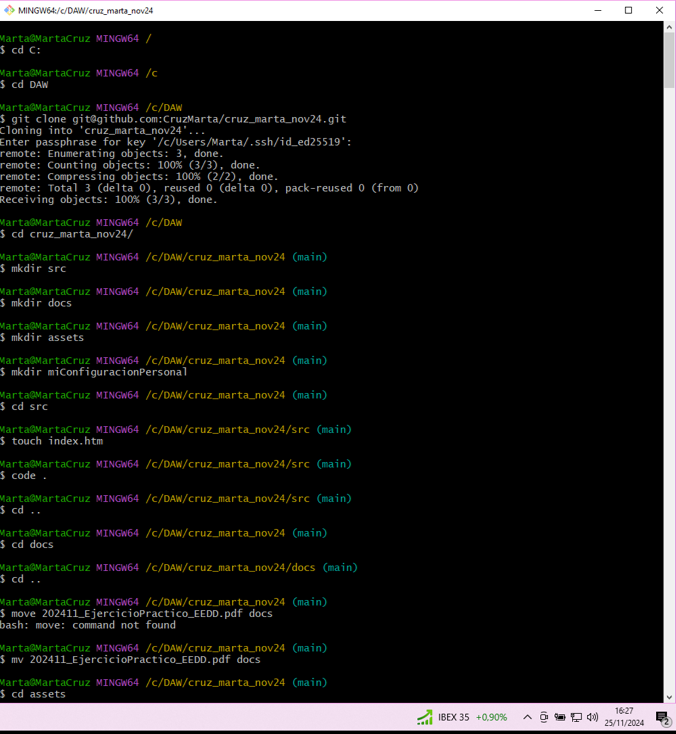 MINGW64:/c/DAW/cruz_marta_nov24
Marta@MartaCruz MINGW64 /
$ cd C:
Marta@MartaCruz MINGW64 /c
$ cd DAW
Marta@MartaCruz MINGW64 /c/DAW
$ git clone git@github.com:CruzMarta/cruz_marta_nov24.git
Cloning into 'cruz_marta_nov24'...
Enter passphrase for key '/c/Users/Marta/.ssh/id_ed25519':
remote: Enumerating objects: 3, done.
remote: Counting objects: 100% (3/3), done.
remote: Compressing objects: 100% (2/2), done.
remote: Total 3 (delta 0), reused 0 (delta 0), pack-reused 0 (from 0)
Receiving objects: 100% (3/3), done.
Marta@MartaCruz MINGW64 /c/DAW
$ cd cruz_marta_nov24/
Marta@MartaCruz MINGW64 /c/DAW/cruz_marta_nov24 (main)
$ mkdir src
Marta@MartaCruz MINGW64 /c/DAW/cruz_marta_nov24 (main)
$ mkdir docs
Marta@MartaCruz MINGW64 /c/DAW/cruz_marta_nov24 (main)
$ mkdir assets
Marta@MartaCruz MINGW64 /c/DAW/cruz_marta_nov24 (main)
$ mkdir miConfiguracionPersonal
Marta@MartaCruz MINGW64 /c/DAW/cruz_marta_nov24 (main)
$ cd src
Marta@MartaCruz MINGW64 /c/DAW/cruz_marta_nov24/src (main)
$ touch index.htm
Marta@MartaCruz MINGW64 /c/DAW/cruz_marta_nov24/src (main)
$ code .
Marta@MartaCruz MINGW64 /c/DAW/cruz_marta_nov24/src (main)
$ cd ..
Marta@MartaCruz MINGW64 /c/DAW/cruz_marta_nov24 (main)
$ cd docs
Marta@MartaCruz MINGW64 /c/DAW/cruz_marta_nov24/docs (main)
$ cd ..
Marta@MartaCruz MINGW64 /c/DAW/cruz_marta_nov24 (main)
$ move 202411_EjercicioPractico_EEDD.pdf docs
bash: move: command not found
Marta@MartaCruz MINGW64 /c/DAW/cruz_marta_nov24 (main)
$ mv 202411_EjercicioPractico_EEDD.pdf docs
Marta@MartaCruz MINGW64 /c/DAW/cruz_marta_nov24 (main)
$ cd assets
IBEX 35 +0.90%
16:27
25/11/2024
2